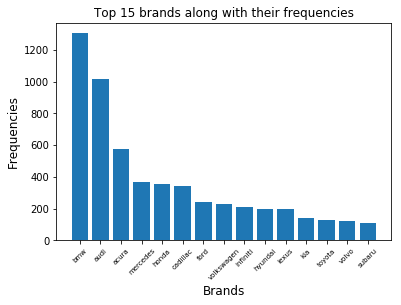 Top 15 brands along with their frequencies
Frequencies
1200
1000
800
600
400
200
0
bmw
audi
acura
mercedes
honda
cadillac
ford
volkswagen
infiniti
hyundai
lexus
kia
toyota
volvo
subaru
Brands